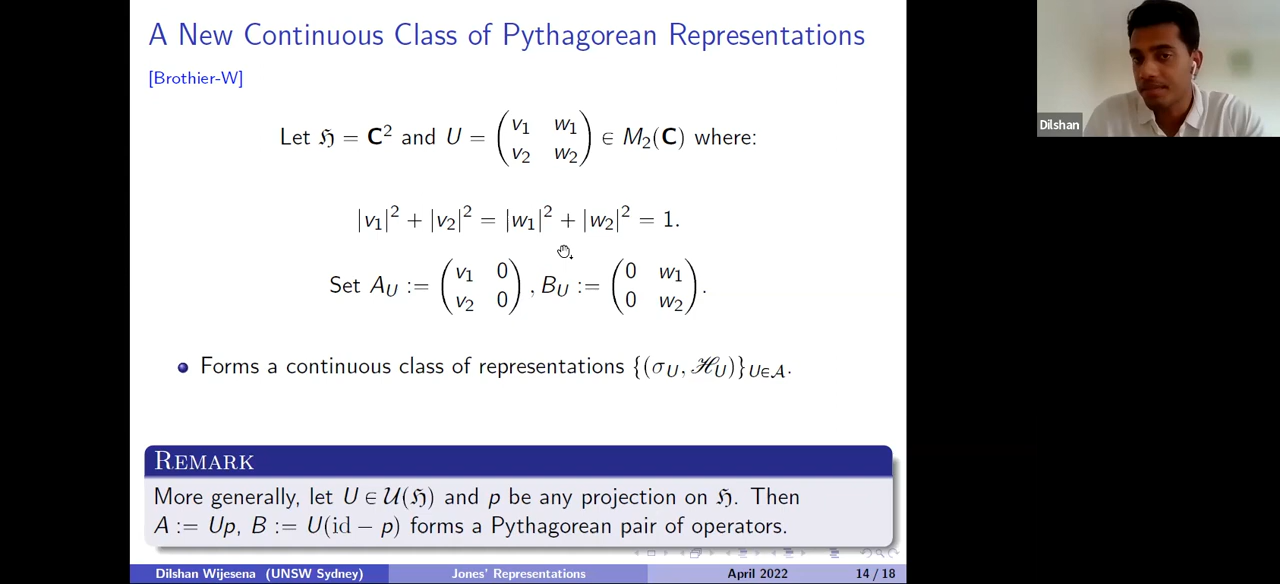 A New Continuous Class of Pythagorean Representations
[Brothier-W]
Let ℌ = C² and U = ( v₁ w₁ ; v₂ w₂ ) ∈ M₂(C) where:
|v₁|² + |v₂|² = |w₁|² + |w₂|² = 1.
Set A_U := ( v₁ 0 ; v₂ 0 ), B_U := ( 0 w₁ ; 0 w₂ ).
Forms a continuous class of representations {(σ_U, ℋ_U)}_{U∈𝒜}.
Remark
More generally, let U ∈ 𝒰(ℌ) and p be any projection on ℌ. Then
A := Up, B := U(id − p) forms a Pythagorean pair of operators.
Dilshan Wijesena (UNSW Sydney) Jones' Representations April 2022 14 / 18
Dilshan